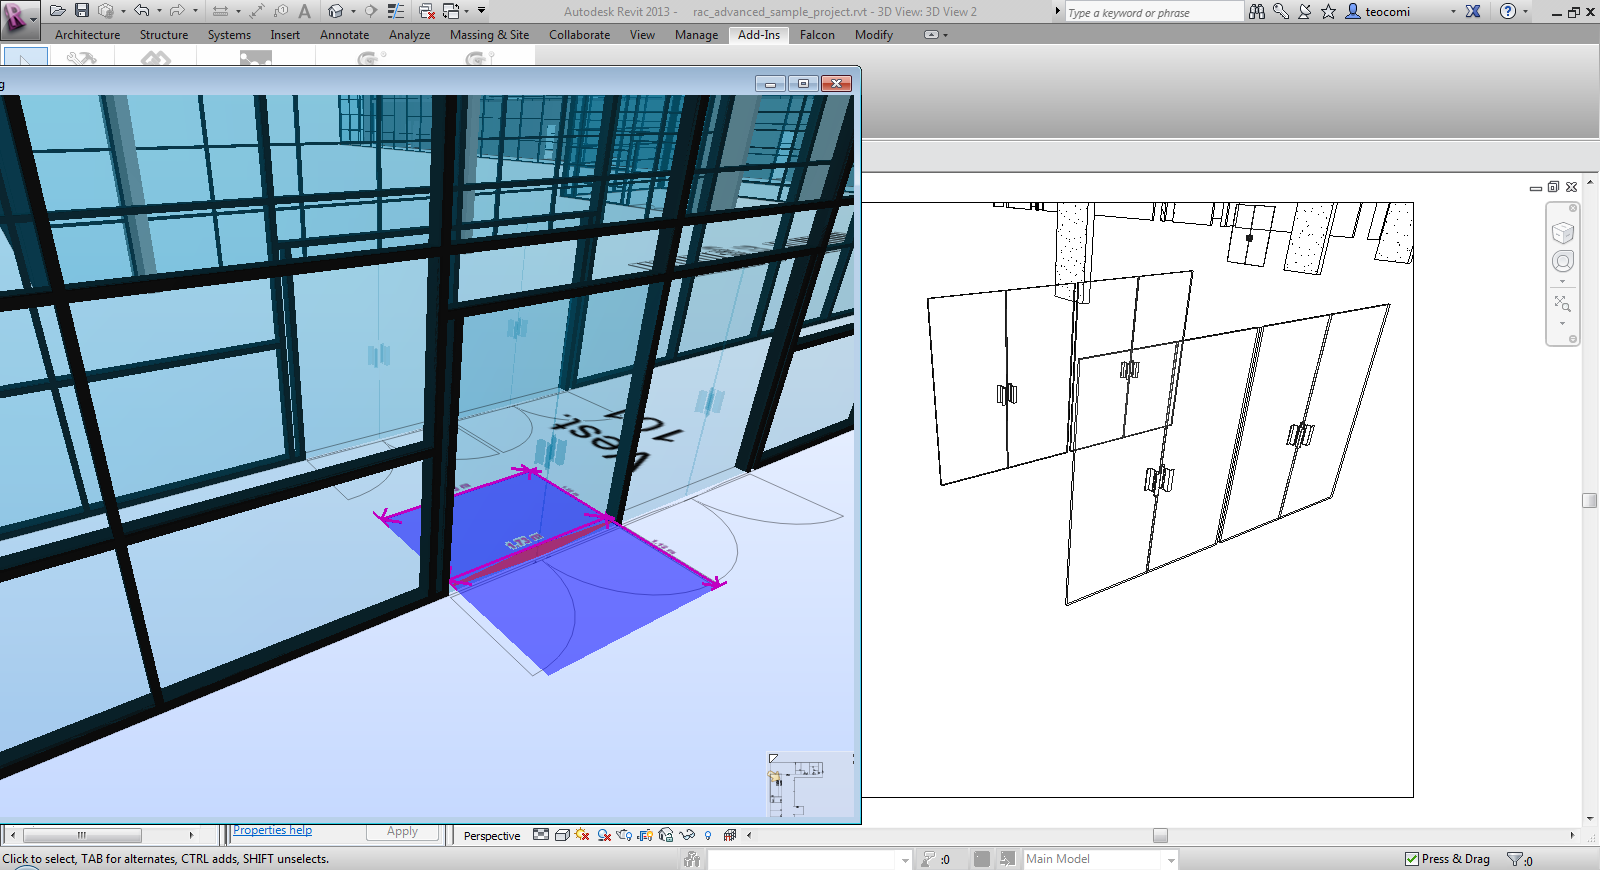 Autodesk Revit 2013 - rac_advanced_sample_project.rvt - 3D View: 3D View 2
Type a keyword or phrase
teocomi
Architecture Structure Systems Insert Annotate Analyze Massing & Site Collaborate View Manage Add-Ins Falcon Modify
g
Vest.
101
Properties help
Apply
Perspective
Click to select, TAB for alternates, CTRL adds, SHIFT unselects.
:0
Main Model
Press & Drag
:0